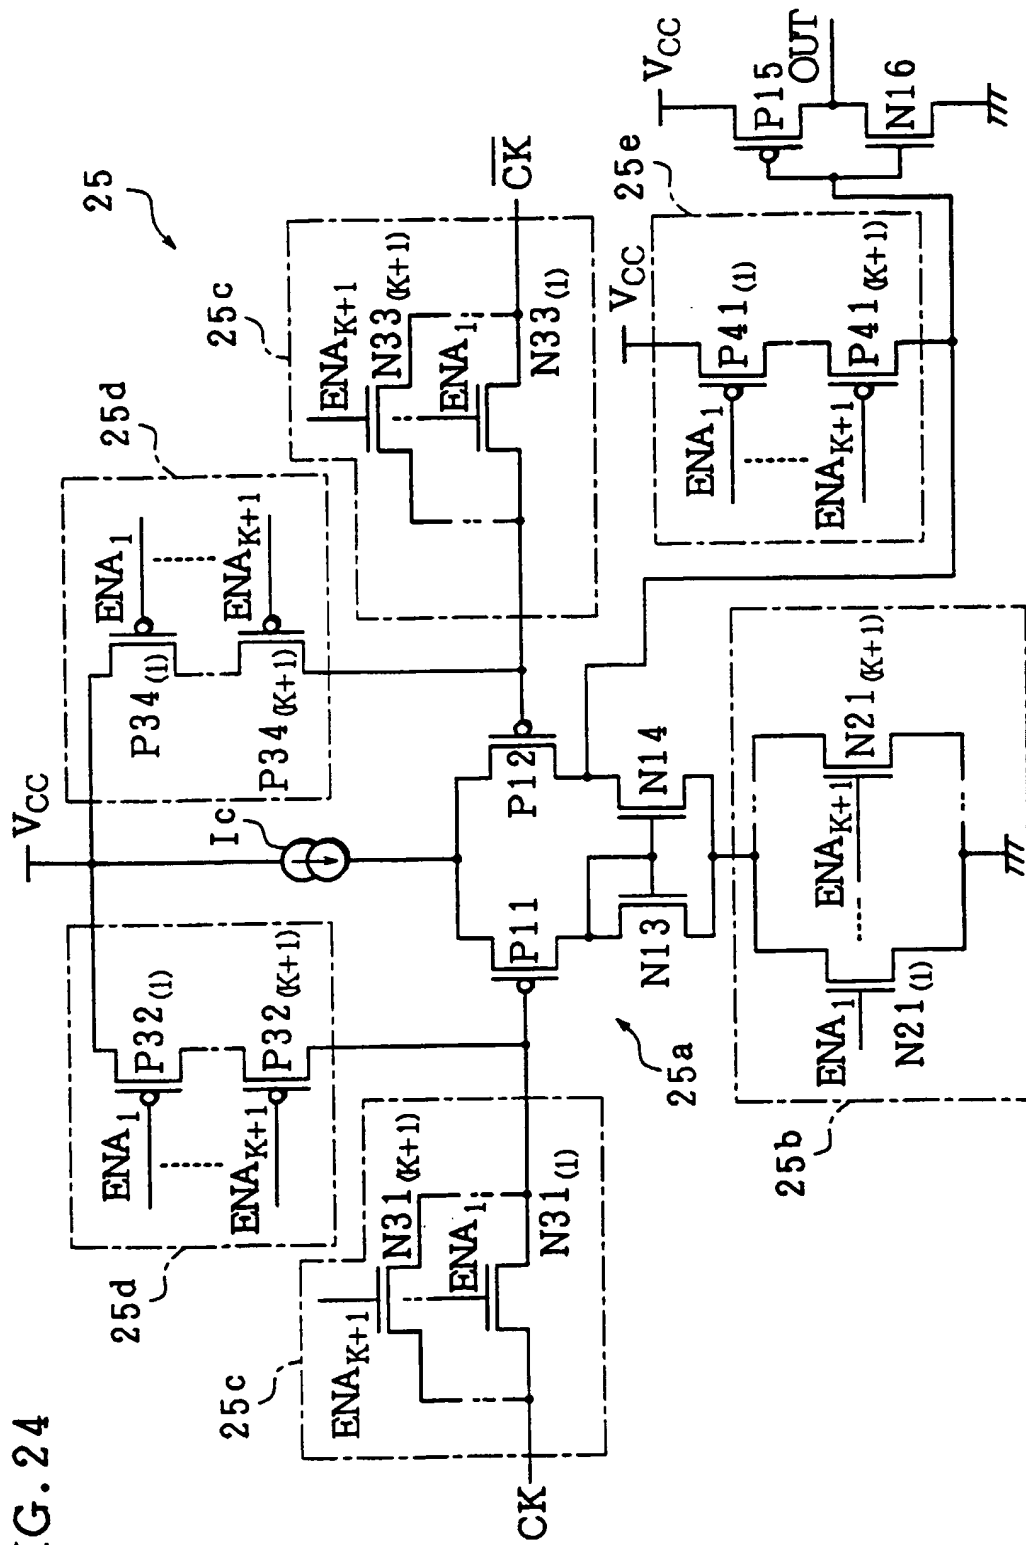 FIG. 24
25
25d
25d
25c
25c
VCC
Ic
ENA1
P32(1)
ENAK+1
P32(K+1)
P34(1)
ENA1
P34(K+1)
ENAK+1
ENAK+1
N31(K+1)
ENA1
N31(1)
CK
ENAK+1
N33(K+1)
ENA1
N33(1)
C̅K̅
P11
P12
N13
N14
25a
25b
ENA1
N21(1)
ENAK+1
N21(K+1)
25e
VCC
ENA1
P41(1)
ENAK+1
P41(K+1)
VCC
P15
OUT
N16